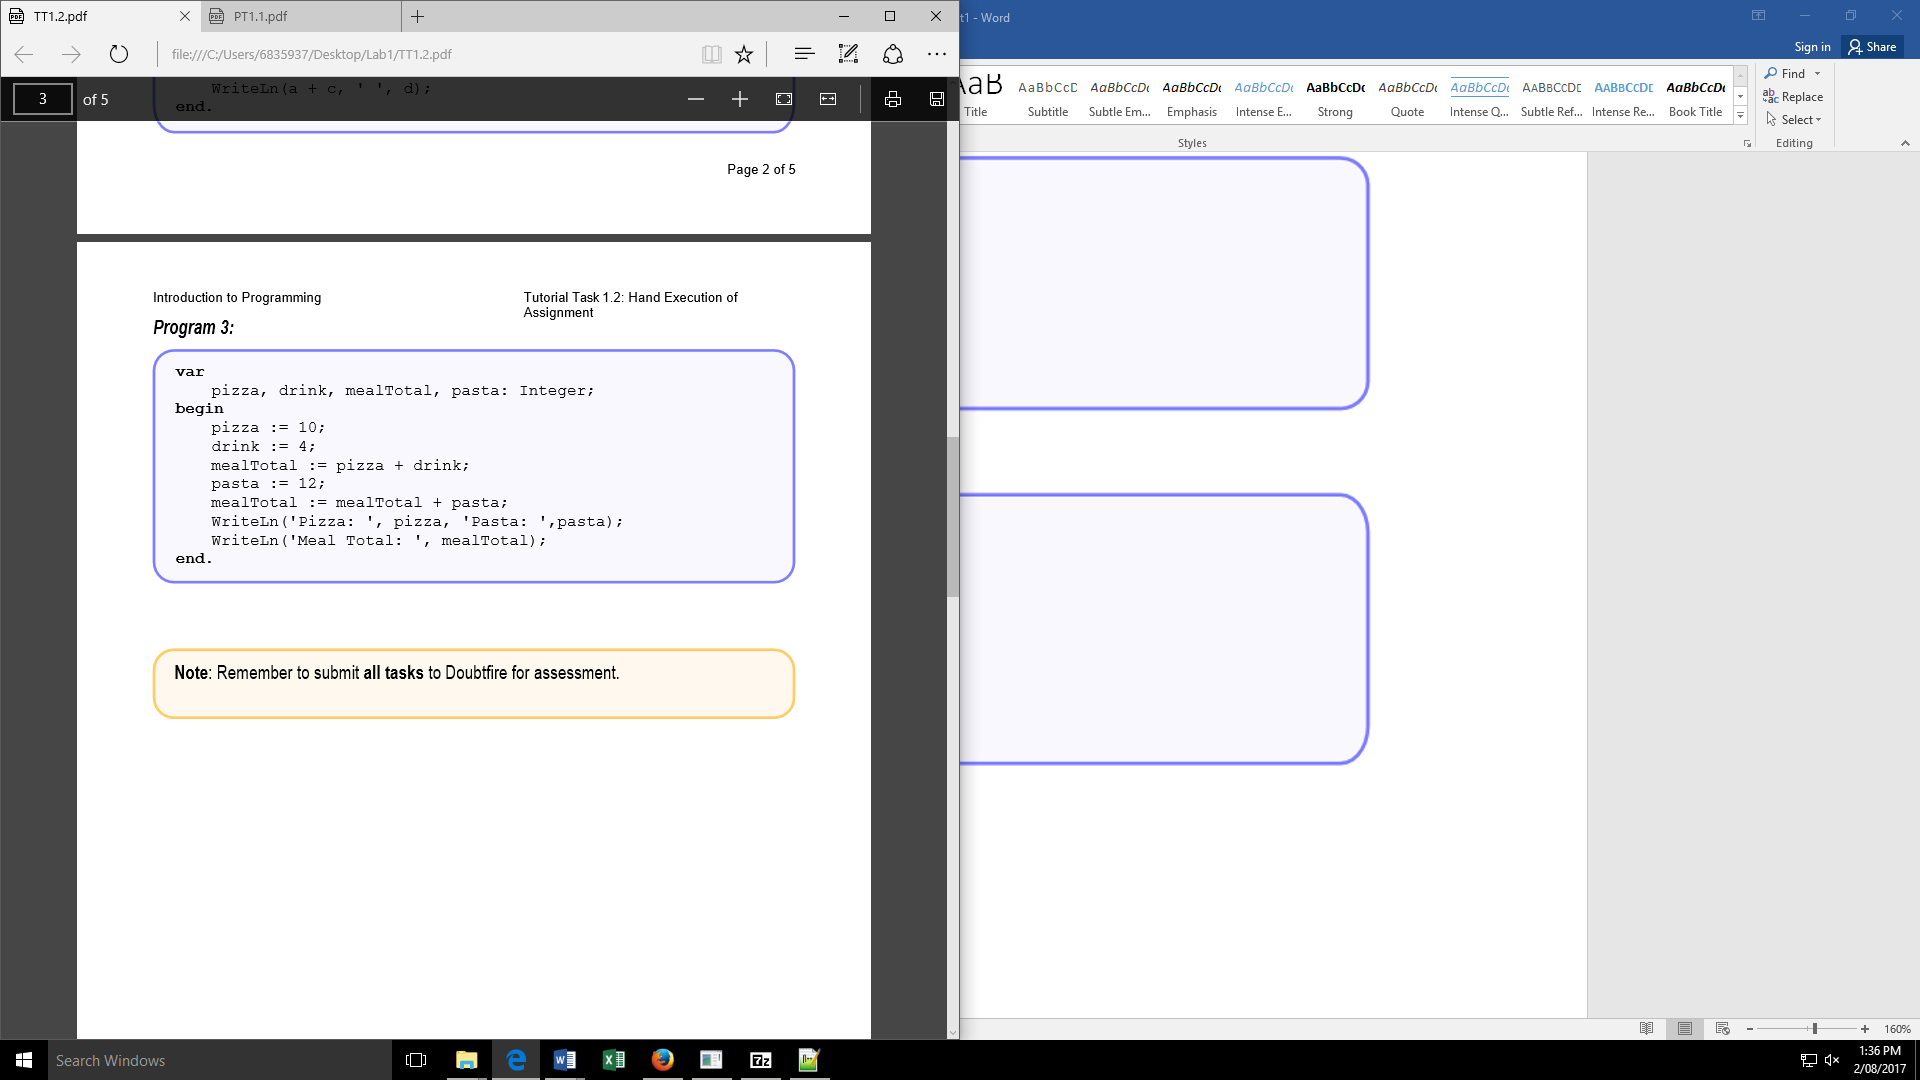 TT1.2.pdf
PT1.1.pdf
t1 - Word
file:///C:/Users/6835937/Desktop/Lab1/TT1.2.pdf
Sign in
Share
3 of 5
WriteLn(a + c, ' ', d);
end.
AaB AaBbCcD AaBbCcDc AaBbCcDc AaBbCcDc AaBbCcDc AaBbCcDc AaBbCcDc AABBCCDE AABBCCDE AaBbCcDc
Title Subtitle Subtle Em... Emphasis Intense E... Strong Quote Intense Q... Subtle Ref... Intense Re... Book Title
Styles
Find
Replace
Select
Editing
Page 2 of 5
Introduction to Programming
Tutorial Task 1.2: Hand Execution of
Assignment
Program 3:
var
pizza, drink, mealTotal, pasta: Integer;
begin
pizza := 10;
drink := 4;
mealTotal := pizza + drink;
pasta := 12;
mealTotal := mealTotal + pasta;
WriteLn('Pizza: ', pizza, 'Pasta: ',pasta);
WriteLn('Meal Total: ', mealTotal);
end.
Note: Remember to submit all tasks to Doubtfire for assessment.
160%
Search Windows
1:36 PM
2/08/2017